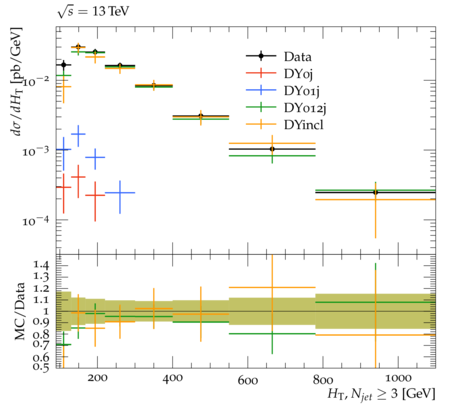 √s = 13 TeV
dσ/dH_T [pb/GeV]
10⁻²
10⁻³
10⁻⁴
Data
DY0j
DY01j
DY012j
DYincl
MC/Data
1.4
1.3
1.2
1.1
1
0.9
0.8
0.7
0.6
0.5
200 400 600 800 1000
H_T, N_jet ≥ 3 [GeV]